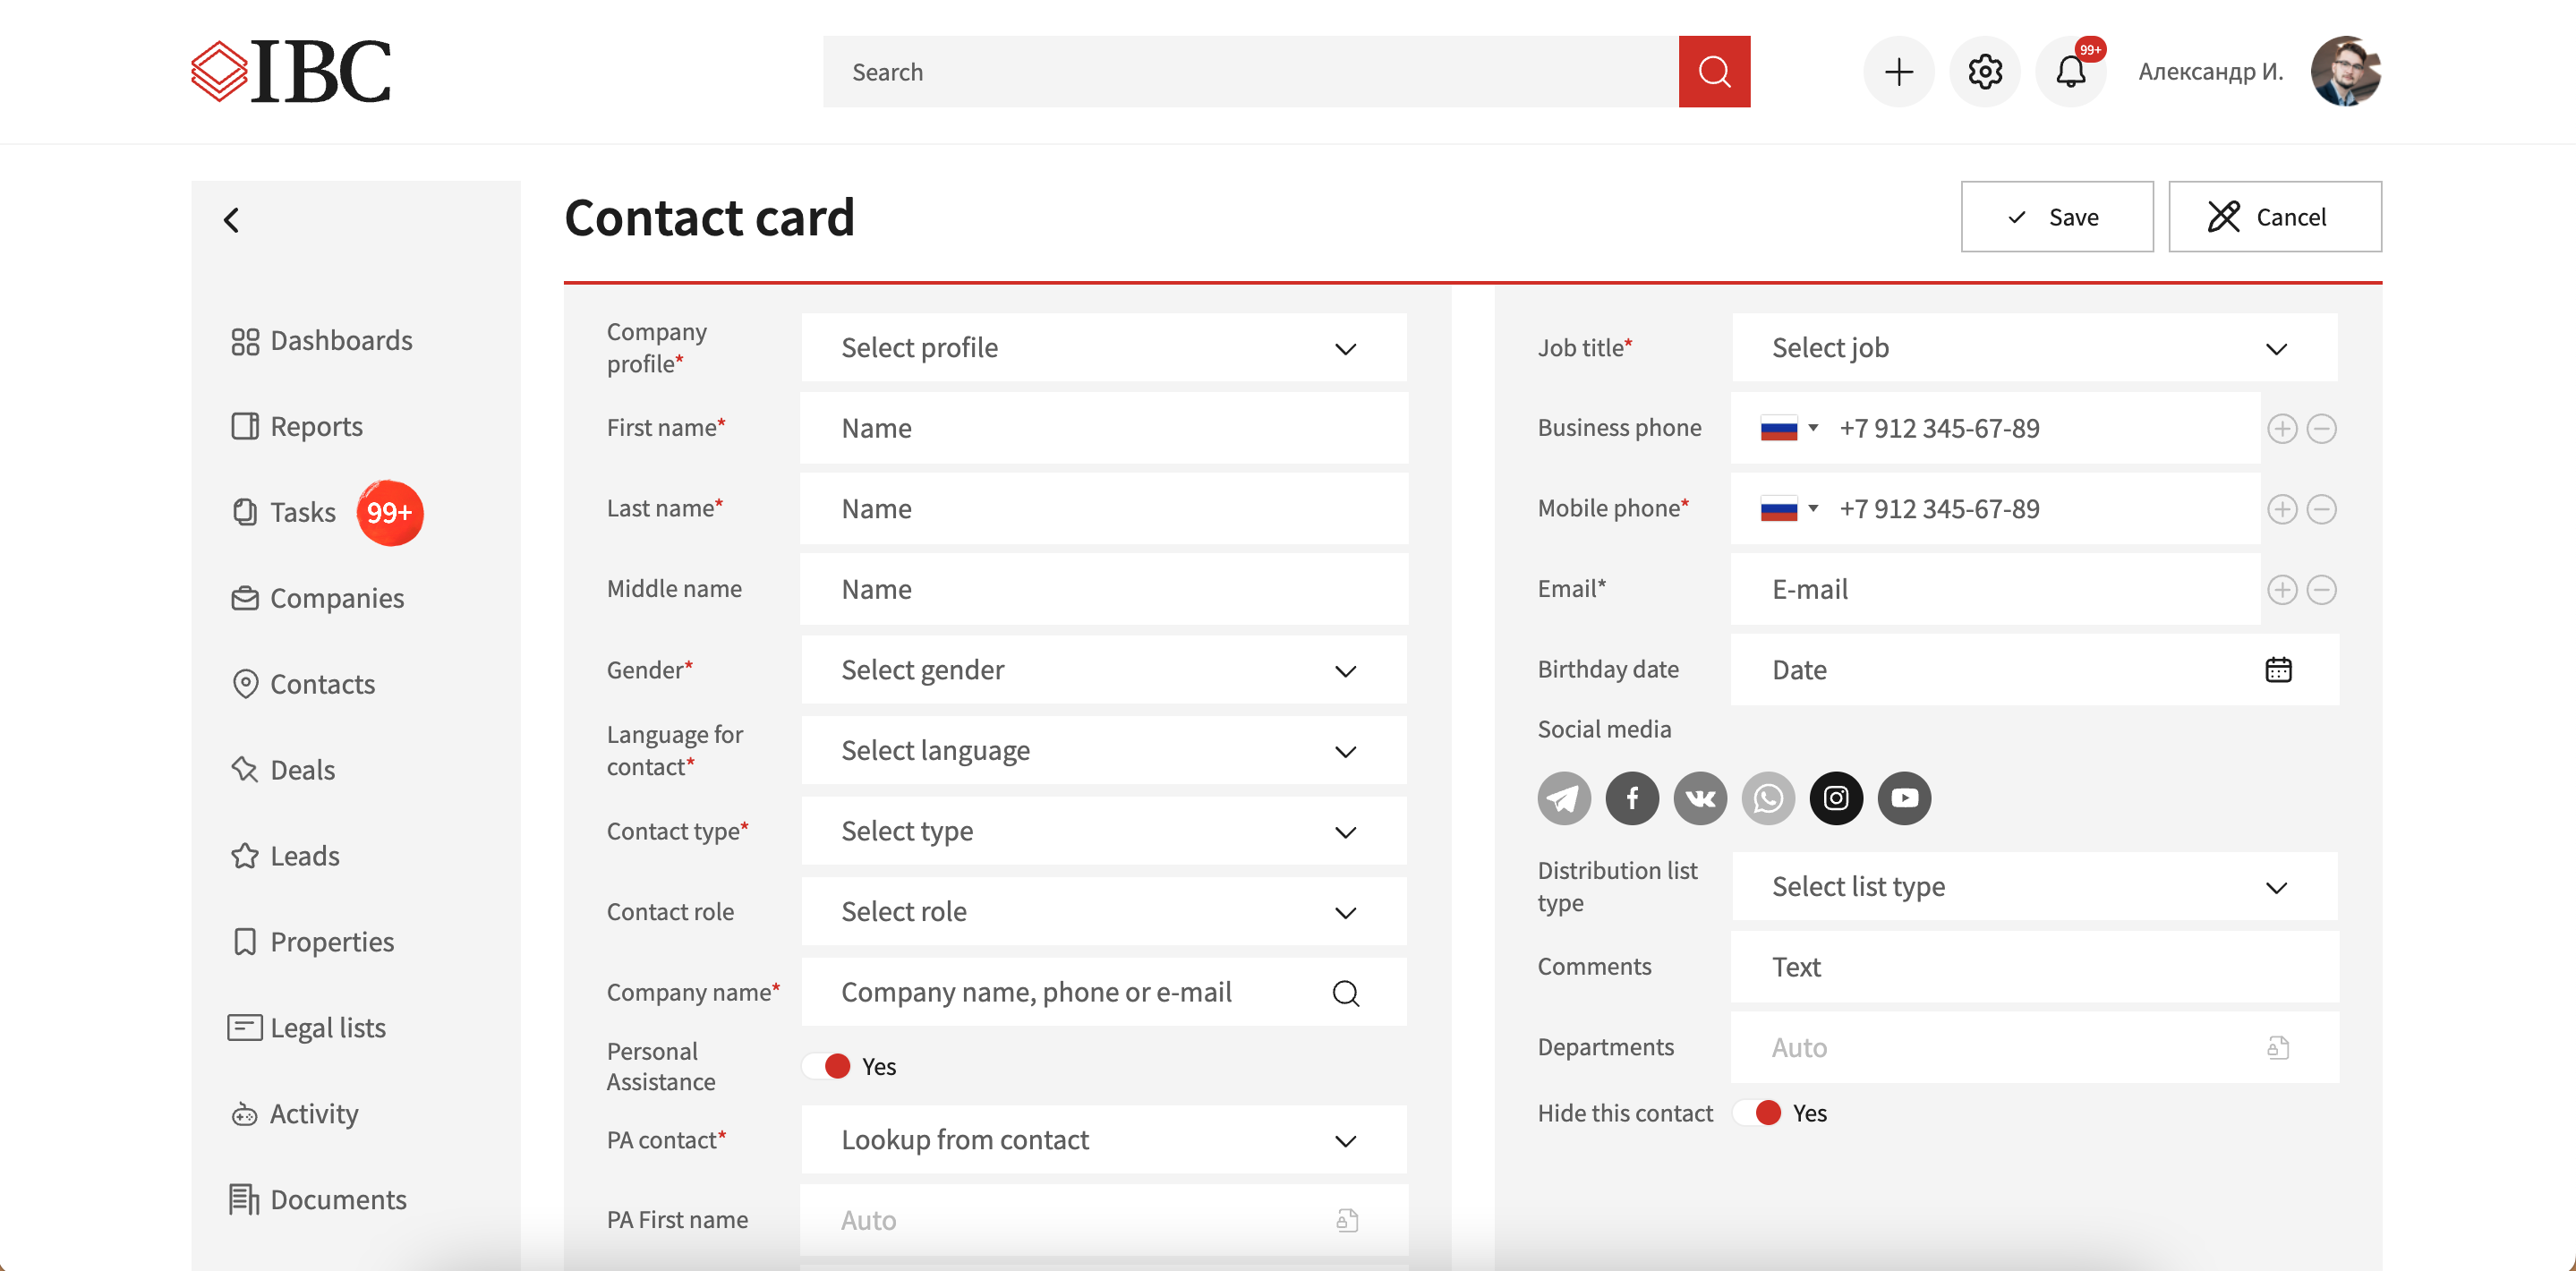 IBC
Search
99+
Александр И.
Contact card
Save
Cancel
Dashboards
Reports
Tasks 99+
Companies
Contacts
Deals
Leads
Properties
Legal lists
Activity
Documents
Company
profile*
Select profile
First name*
Name
Last name*
Name
Middle name
Name
Gender*
Select gender
Language for
contact*
Select language
Contact type*
Select type
Contact role
Select role
Company name*
Company name, phone or e-mail
Personal
Assistance
Yes
PA contact*
Lookup from contact
PA First name
Auto
Job title*
Select job
Business phone
+7 912 345-67-89
Mobile phone*
+7 912 345-67-89
Email*
E-mail
Birthday date
Date
Social media
Distribution list
type
Select list type
Comments
Text
Departments
Auto
Hide this contact
Yes